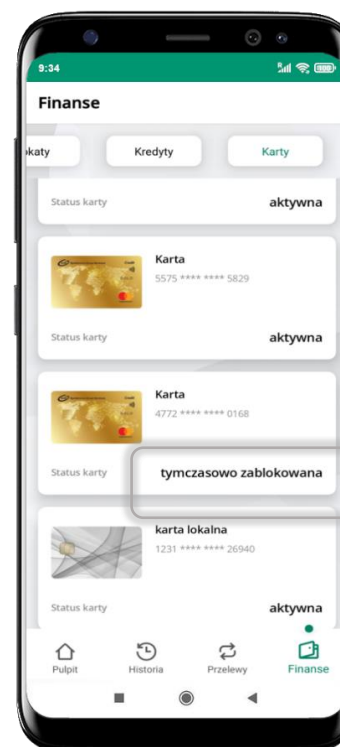 9:34
Finanse
Kredyty
Karty
Status karty
aktywna
Karta
5575 **** **** 5829
Status karty
aktywna
Karta
4772 **** **** 0168
Status karty
tymczasowo zablokowana
karta lokalna
1231 **** **** 26940
Status karty
aktywna
Pulpit
Historia
Przelewy
Finanse